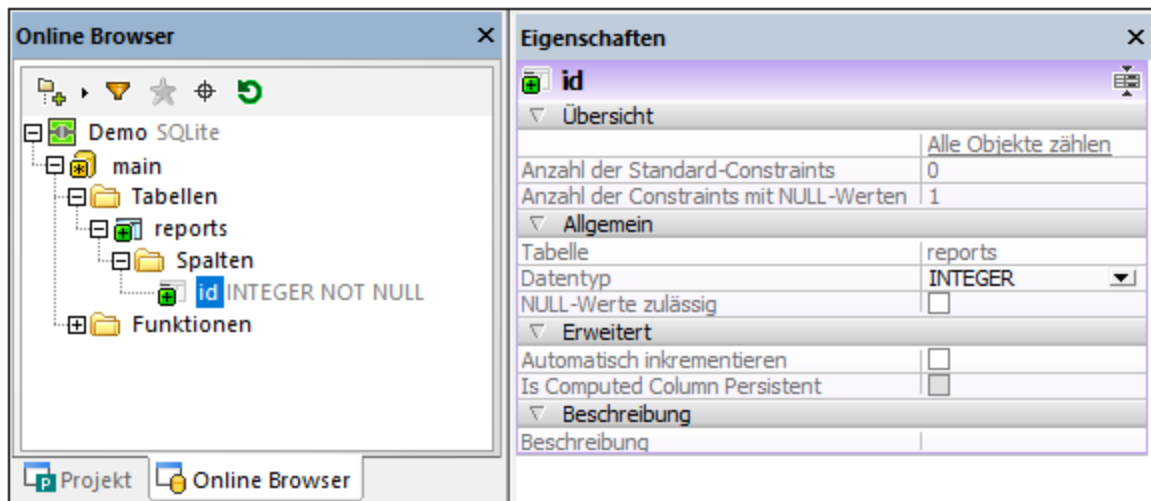 Online Browser
Demo SQLite
main
Tabellen
reports
Spalten
id INTEGER NOT NULL
Funktionen
Projekt
Online Browser
Eigenschaften
id
Übersicht
Alle Objekte zählen
Anzahl der Standard-Constraints 0
Anzahl der Constraints mit NULL-Werten 1
Allgemein
Tabelle reports
Datentyp INTEGER
NULL-Werte zulässig
Erweitert
Automatisch inkrementieren
Is Computed Column Persistent
Beschreibung
Beschreibung